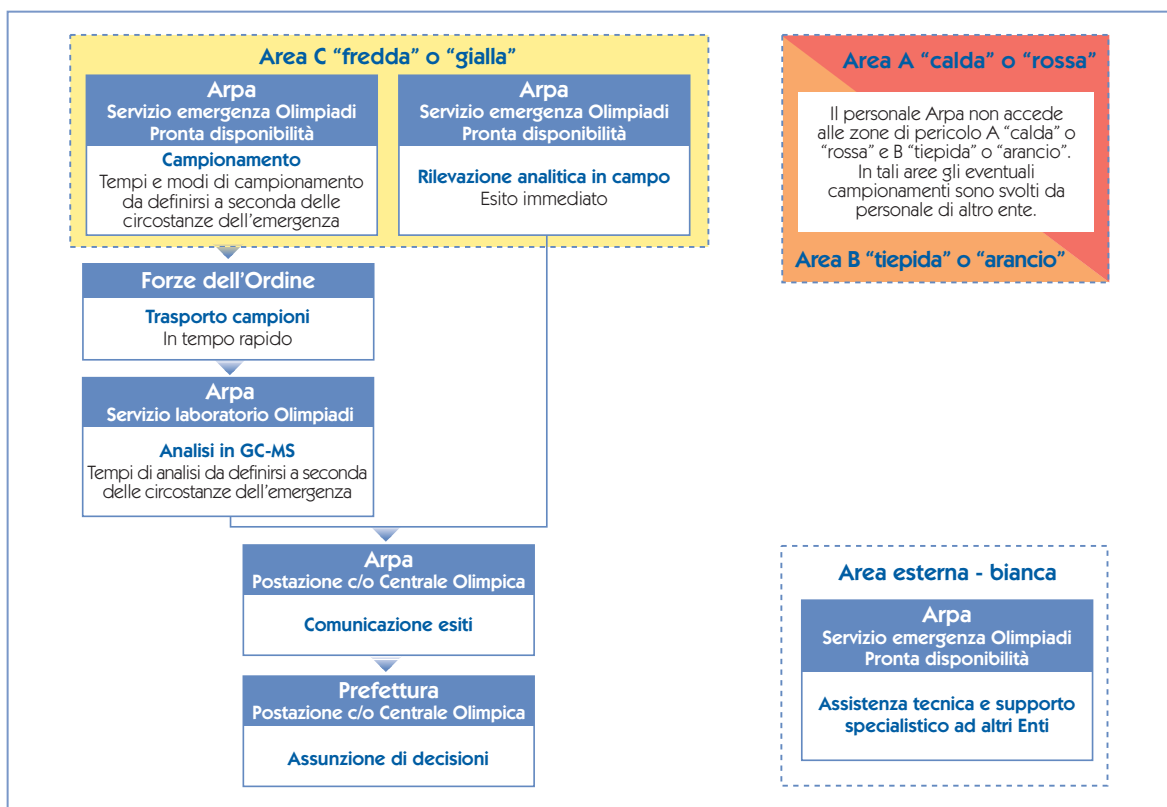 Area C “fredda” o “gialla”
Arpa
Servizio emergenza Olimpiadi
Pronta disponibilità
Campionamento
Tempi e modi di campionamento
da definirsi a seconda delle
circostanze dell’emergenza
Arpa
Servizio emergenza Olimpiadi
Pronta disponibilità
Rilevazione analitica in campo
Esito immediato
Area A “calda” o “rossa”
Il personale Arpa non accede
alle zone di pericolo A “calda” o
“rossa” e B “tiepida” o “arancio”.
In tali aree gli eventuali
campionamenti sono svolti da
personale di altro ente.
Area B “tiepida” o “arancio”
Forze dell’Ordine
Trasporto campioni
In tempo rapido
Arpa
Servizio laboratorio Olimpiadi
Analisi in GC-MS
Tempi di analisi da definirsi a seconda
delle circostanze dell’emergenza
Arpa
Postazione c/o Centrale Olimpica
Comunicazione esiti
Prefettura
Postazione c/o Centrale Olimpica
Assunzione di decisioni
Area esterna - bianca
Arpa
Servizio emergenza Olimpiadi
Pronta disponibilità
Assistenza tecnica e supporto
specialistico ad altri Enti